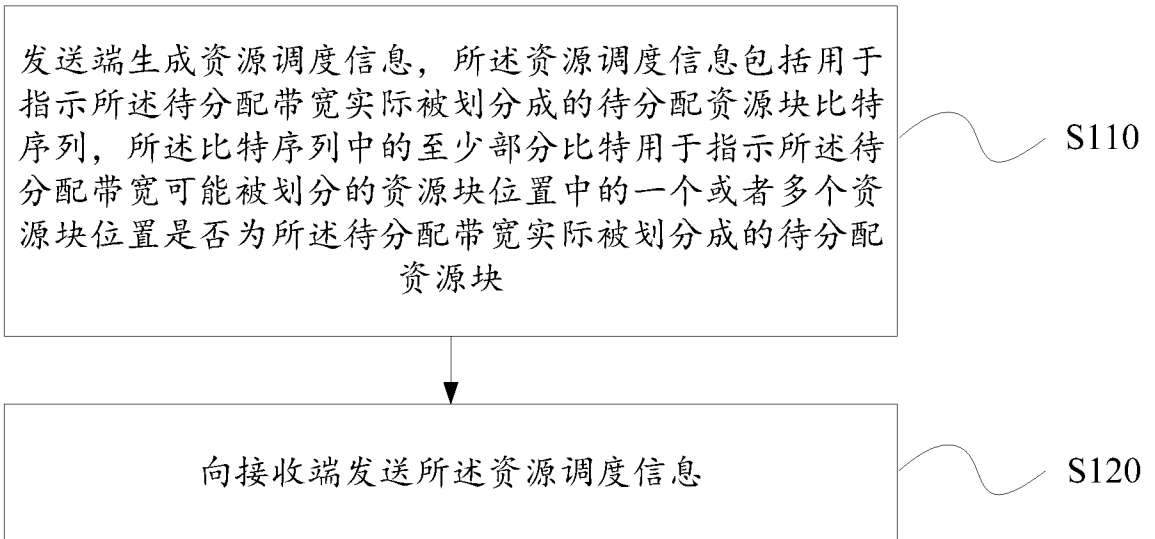 发送端生成资源调度信息，所述资源调度信息包括用于
指示所述待分配带宽实际被划分成的待分配资源块比特
序列，所述比特序列中的至少部分比特用于指示所述待
分配带宽可能被划分的资源块位置中的一个或者多个资
源块位置是否为所述待分配带宽实际被划分成的待分配
资源块
S110
向接收端发送所述资源调度信息
S120